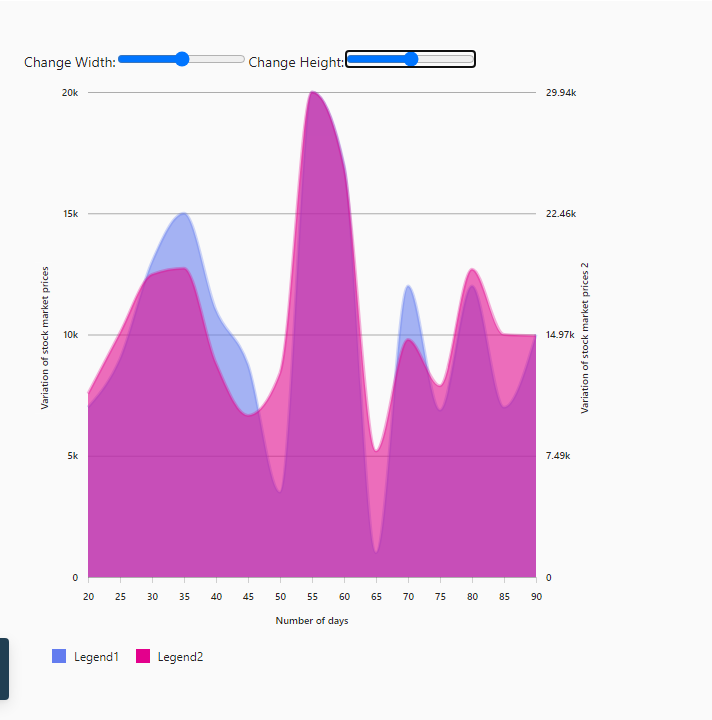 Change Width: Change Height:
20k 29.94k
15k 22.46k
Variation of stock market prices
Variation of stock market prices 2
10k 14.97k
5k 7.49k
0 0
20 25 30 35 40 45 50 55 60 65 70 75 80 85 90
Number of days
Legend1 Legend2